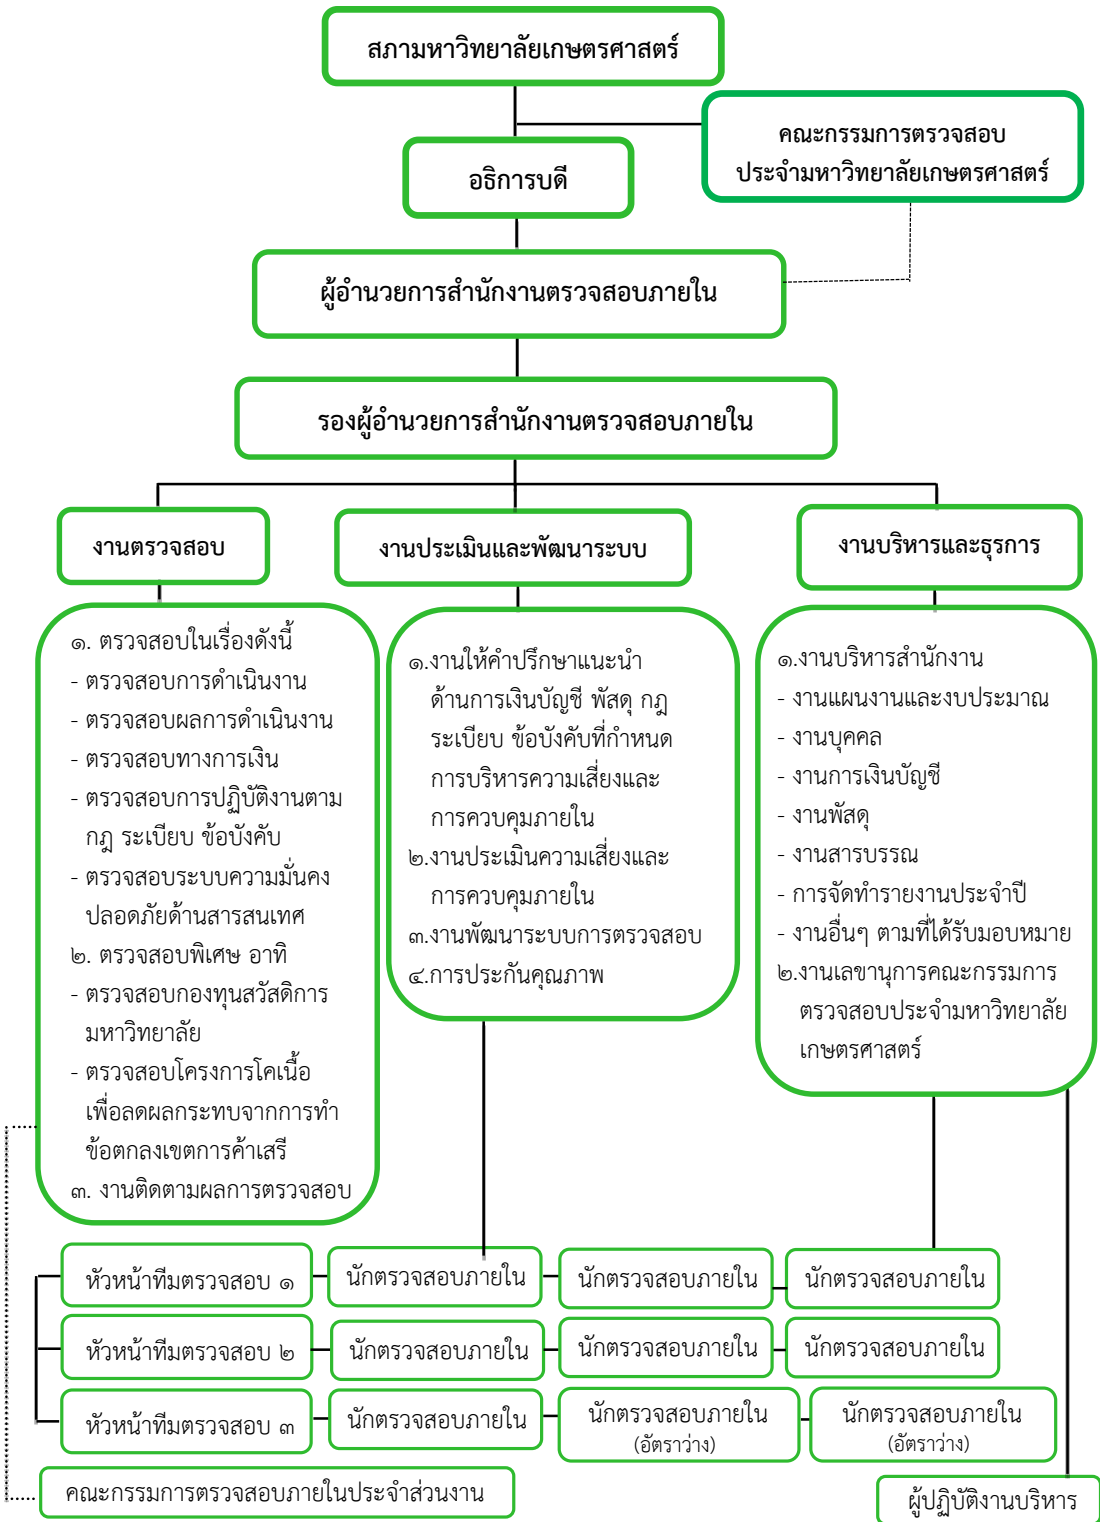 สภามหาวิทยาลัยเกษตรศาสตร์
คณะกรรมการตรวจสอบ
ประจำมหาวิทยาลัยเกษตรศาสตร์
อธิการบดี
ผู้อำนวยการสำนักงานตรวจสอบภายใน
รองผู้อำนวยการสำนักงานตรวจสอบภายใน
งานตรวจสอบ
งานประเมินและพัฒนาระบบ
งานบริหารและธุรการ
๑. ตรวจสอบในเรื่องดังนี้
- ตรวจสอบการดำเนินงาน
- ตรวจสอบผลการดำเนินงาน
- ตรวจสอบทางการเงิน
- ตรวจสอบการปฏิบัติงานตาม
กฎ ระเบียบ ข้อบังคับ
- ตรวจสอบระบบความมั่นคง
ปลอดภัยด้านสารสนเทศ
๒. ตรวจสอบพิเศษ อาทิ
- ตรวจสอบกองทุนสวัสดิการ
มหาวิทยาลัย
- ตรวจสอบโครงการโคเนื้อ
เพื่อลดผลกระทบจากการทำ
ข้อตกลงเขตการค้าเสรี
๓. งานติดตามผลการตรวจสอบ
๑.งานให้คำปรึกษาแนะนำ
ด้านการเงินบัญชี พัสดุ กฎ
ระเบียบ ข้อบังคับที่กำหนด
การบริหารความเสี่ยงและ
การควบคุมภายใน
๒.งานประเมินความเสี่ยงและ
การควบคุมภายใน
๓.งานพัฒนาระบบการตรวจสอบ
๔.การประกันคุณภาพ
๑.งานบริหารสำนักงาน
- งานแผนงานและงบประมาณ
- งานบุคคล
- งานการเงินบัญชี
- งานพัสดุ
- งานสารบรรณ
- การจัดทำรายงานประจำปี
- งานอื่นๆ ตามที่ได้รับมอบหมาย
๒.งานเลขานุการคณะกรรมการ
ตรวจสอบประจำมหาวิทยาลัย
เกษตรศาสตร์
หัวหน้าทีมตรวจสอบ ๑
นักตรวจสอบภายใน
นักตรวจสอบภายใน
นักตรวจสอบภายใน
หัวหน้าทีมตรวจสอบ ๒
นักตรวจสอบภายใน
นักตรวจสอบภายใน
นักตรวจสอบภายใน
หัวหน้าทีมตรวจสอบ ๓
นักตรวจสอบภายใน
นักตรวจสอบภายใน
(อัตราว่าง)
นักตรวจสอบภายใน
(อัตราว่าง)
คณะกรรมการตรวจสอบภายในประจำส่วนงาน
ผู้ปฏิบัติงานบริหาร